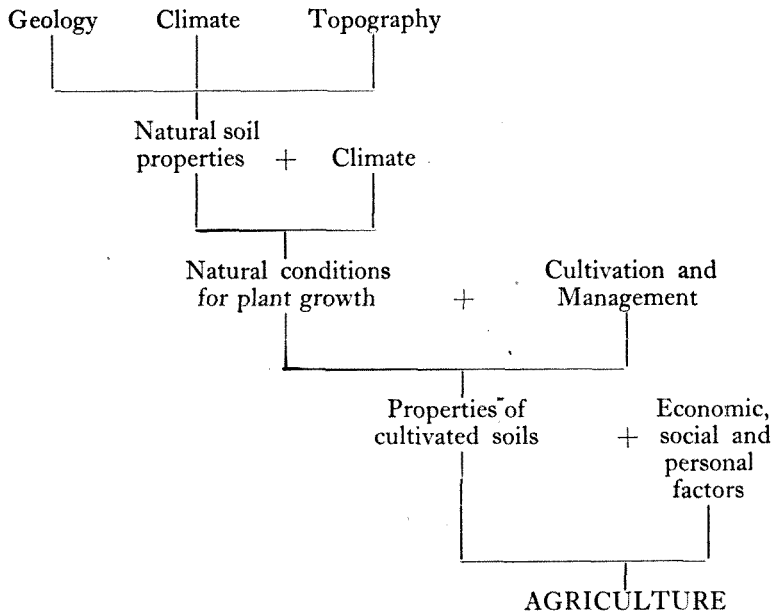 Geology Climate Topography
Natural soil
properties + Climate
Natural conditions
for plant growth + Cultivation and
Management
Properties of
cultivated soils + Economic,
social and
personal
factors
AGRICULTURE